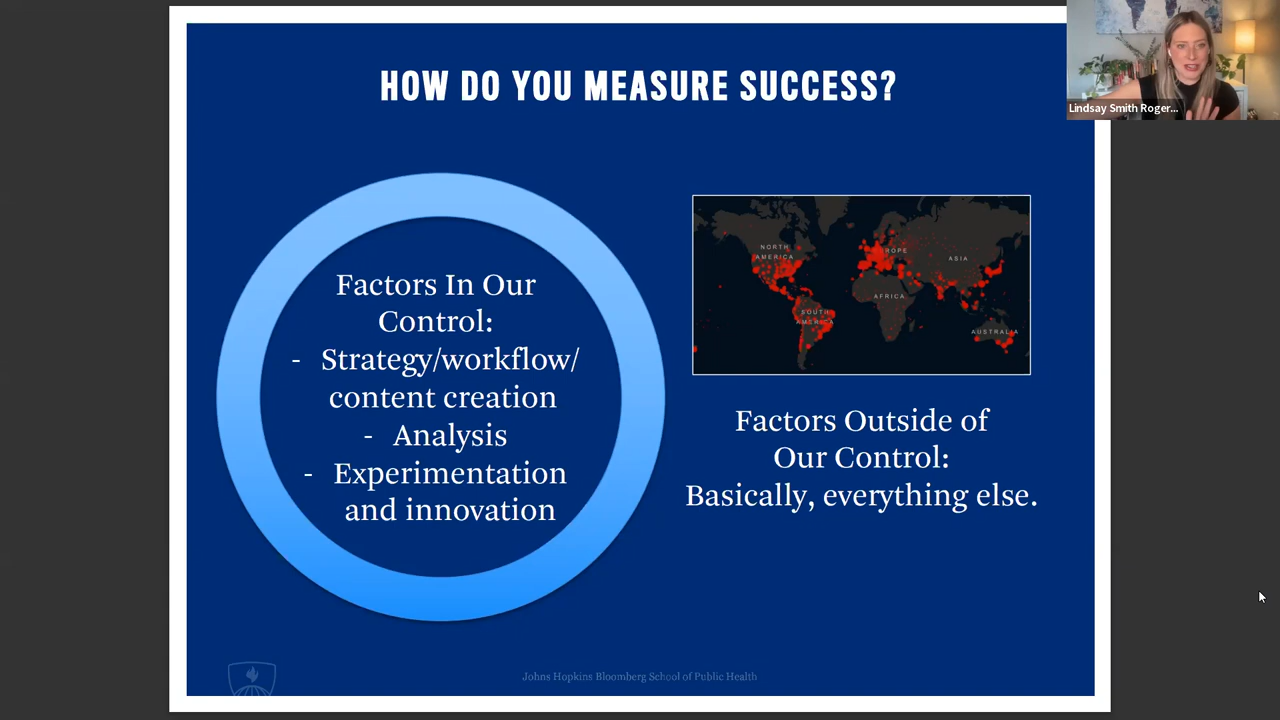 HOW DO YOU MEASURE SUCCESS?
Lindsay Smith Roger...
Factors In Our
Control:
- Strategy/workflow/
content creation
- Analysis
- Experimentation
and innovation
NORTH
AMERICA
ROPE
ASIA
AFRICA
SOUTH
AMERICA
AUSTRALIA
Factors Outside of
Our Control:
Basically, everything else.
Johns Hopkins Bloomberg School of Public Health